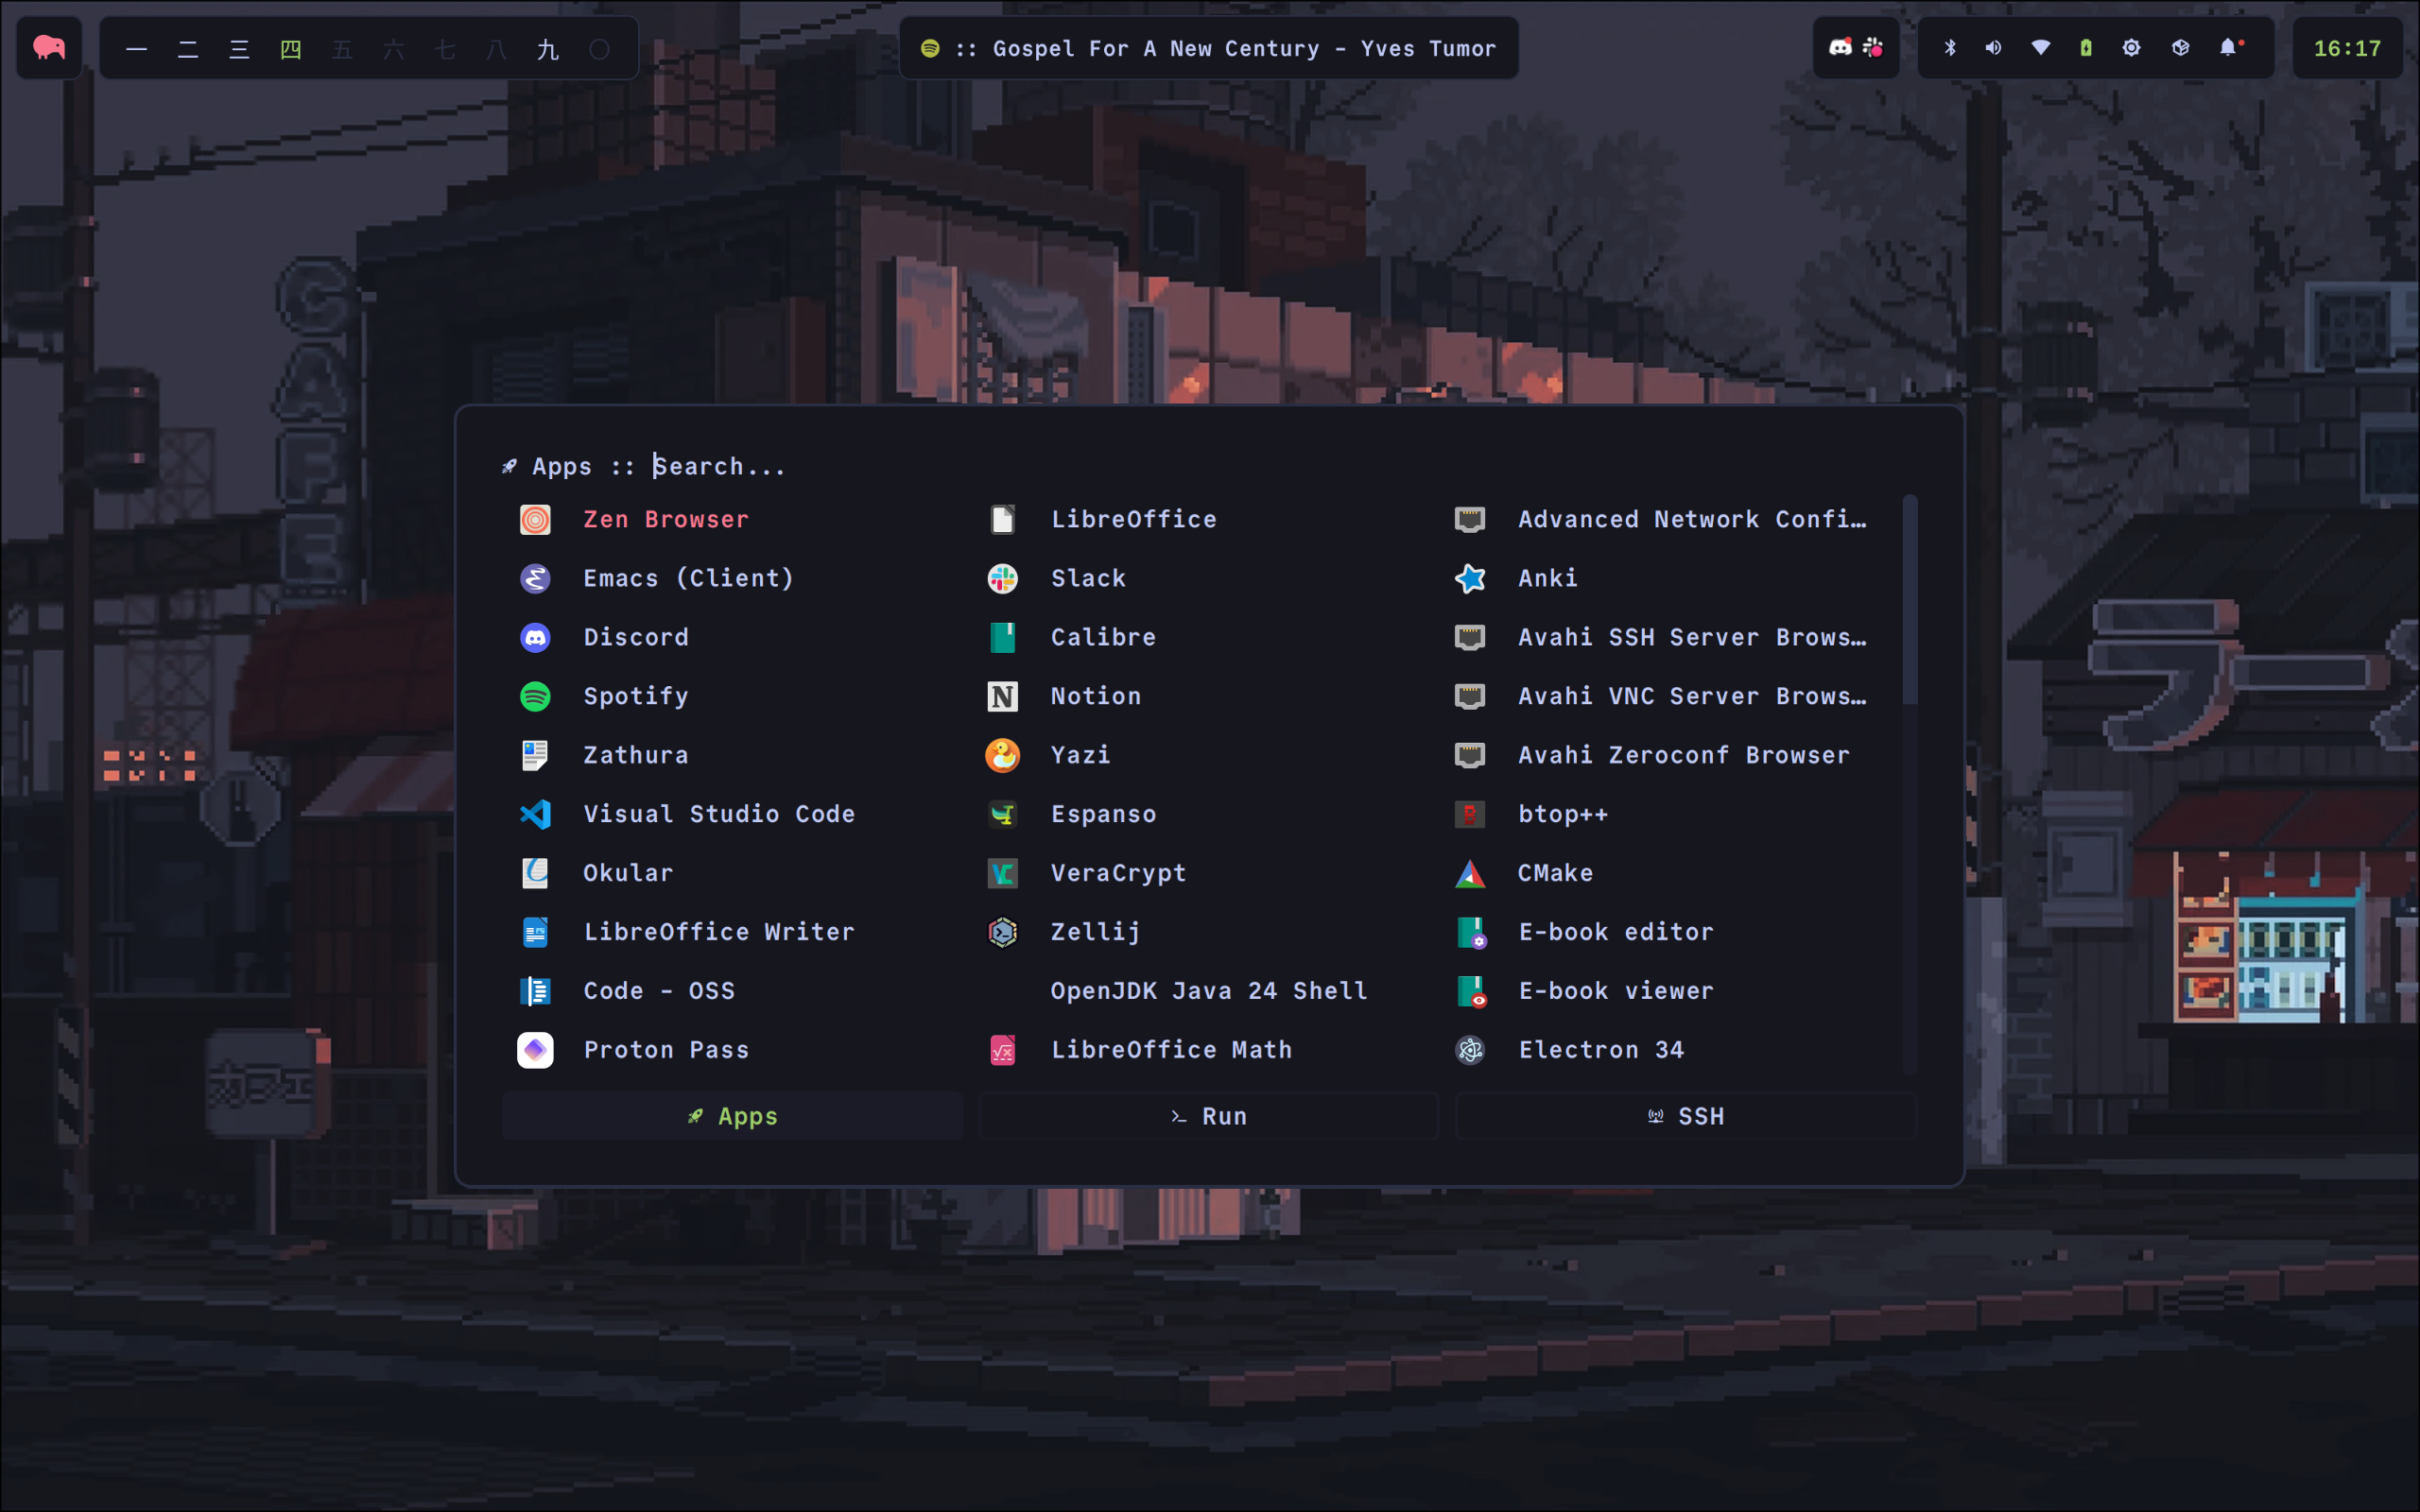 一 二 三 四 五 六 七 八 九 〇
:: Gospel For A New Century - Yves Tumor
16:17
CAFE
Apps :: Search...
Zen Browser
Emacs (Client)
Discord
Spotify
Zathura
Visual Studio Code
Okular
LibreOffice Writer
Code - OSS
Proton Pass
LibreOffice
Slack
Calibre
Notion
Yazi
Espanso
VeraCrypt
Zellij
OpenJDK Java 24 Shell
LibreOffice Math
Advanced Network Confi…
Anki
Avahi SSH Server Brows…
Avahi VNC Server Brows…
Avahi Zeroconf Browser
btop++
CMake
E-book editor
E-book viewer
Electron 34
Apps
Run
SSH
ラー